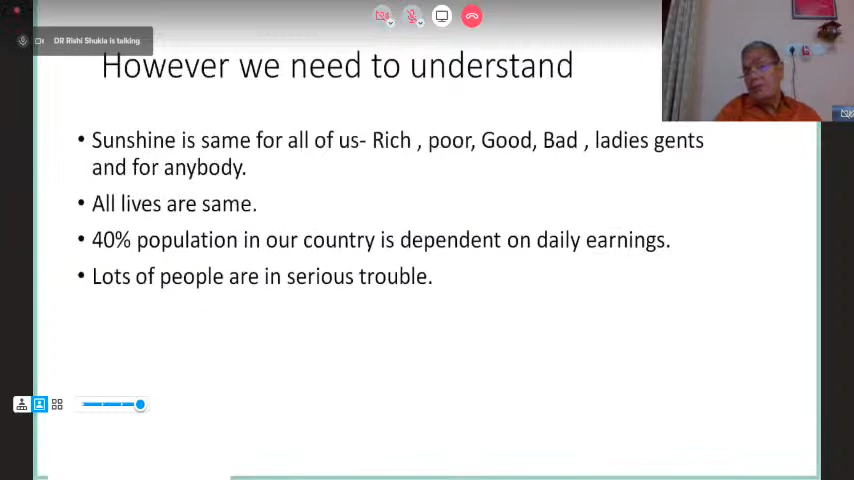 DR Rishi Shukla is talking
However we need to understand
• Sunshine is same for all of us- Rich , poor, Good, Bad , ladies gents
and for anybody.
• All lives are same.
• 40% population in our country is dependent on daily earnings.
• Lots of people are in serious trouble.